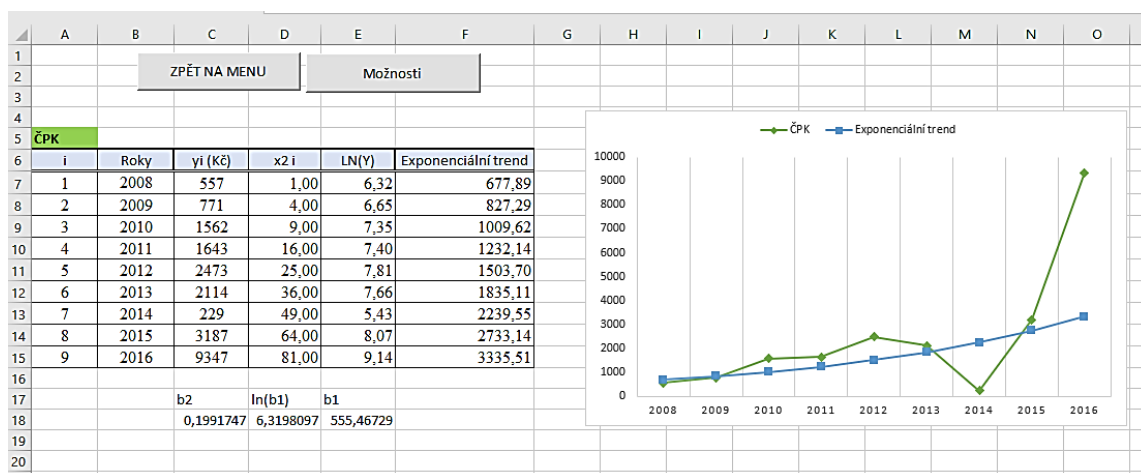 A B C D E F G H I J K L M N O
1
2 ZPĚT NA MENU Možnosti
3
4
5 ČPK
6 i Roky yi (Kč) x2 i LN(Y) Exponenciální trend
7 1 2008 557 1,00 6,32 677,89
8 2 2009 771 4,00 6,65 827,29
9 3 2010 1562 9,00 7,35 1009,62
10 4 2011 1643 16,00 7,40 1232,14
11 5 2012 2473 25,00 7,81 1503,70
12 6 2013 2114 36,00 7,66 1835,11
13 7 2014 229 49,00 5,43 2239,55
14 8 2015 3187 64,00 8,07 2733,14
15 9 2016 9347 81,00 9,14 3335,51
16
17 b2 ln(b1) b1
18 0,1991747 6,3198097 555,46729
19
20
ČPK Exponenciální trend
10000
9000
8000
7000
6000
5000
4000
3000
2000
1000
0
2008 2009 2010 2011 2012 2013 2014 2015 2016